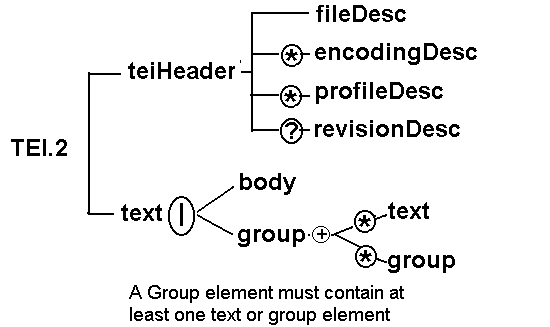 fileDesc
* encodingDesc
teiHeader
* profileDesc
? revisionDesc
TEI.2
body
text |
* text
group +
* group
A Group element must contain at
least one text or group element